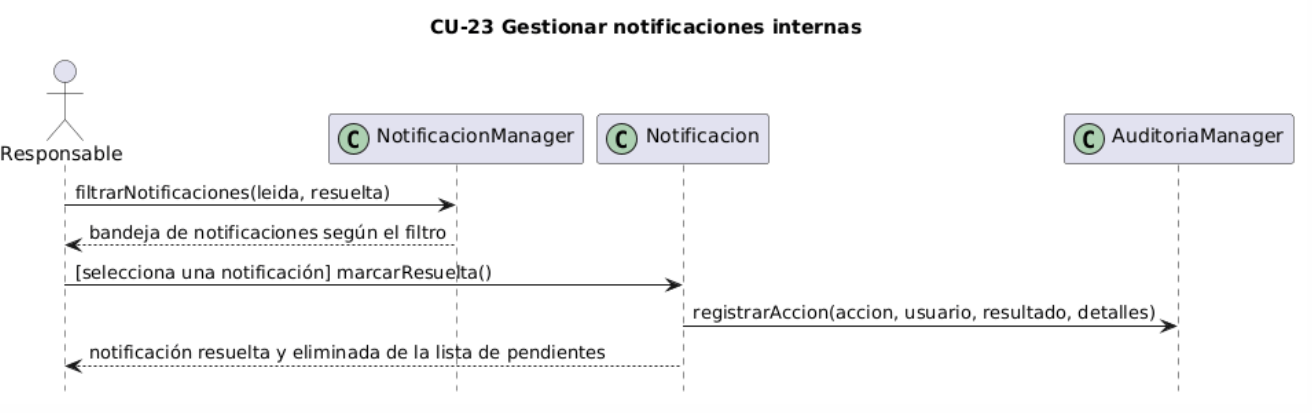 CU-23 Gestionar notificaciones internas
Responsable
C NotificacionManager
C Notificacion
C AuditoriaManager
filtrarNotificaciones(leida, resuelta)
bandeja de notificaciones según el filtro
[selecciona una notificación] marcarResuelta()
registrarAccion(accion, usuario, resultado, detalles)
notificación resuelta y eliminada de la lista de pendientes